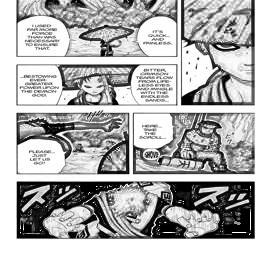 I USED
FAR MORE
FORCE
THAN WAS
NECESSARY
TO ENSURE
THAT.
IT'S
QUICK...
AND
PAINLESS.
BITTER,
CRIMSON
TEARS FLOW
FROM LIFE-
LESS EYES
AND MINGLE
WITH THE
ENDLESS
SANDS...
...BESTOWING
EVER-
GREATER
POWER UPON
THE DEMON
GOD.
HERE...
TAKE
THE
SCROLL...
PLEASE...
JUST
LET US
GO!!